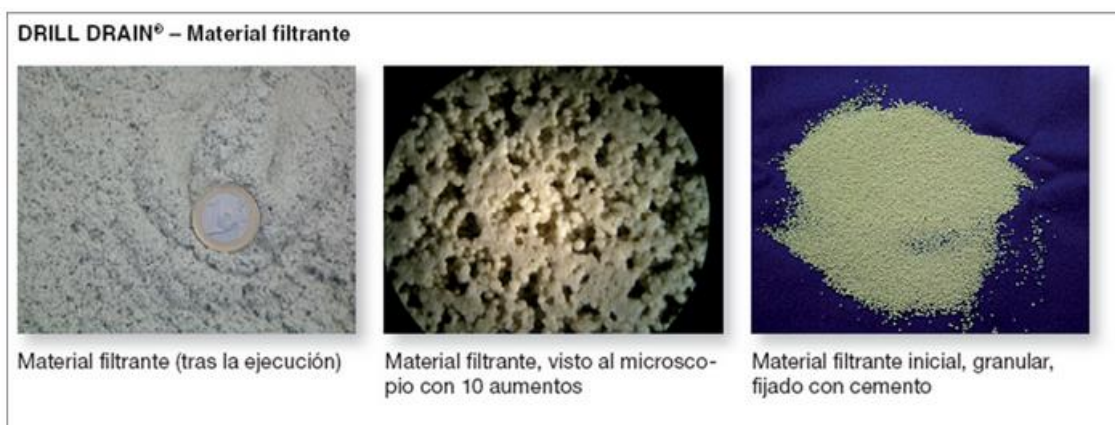 DRILL DRAIN® – Material filtrante
Material filtrante (tras la ejecución)
Material filtrante, visto al microsco-
pio con 10 aumentos
Material filtrante inicial, granular,
fijado con cemento